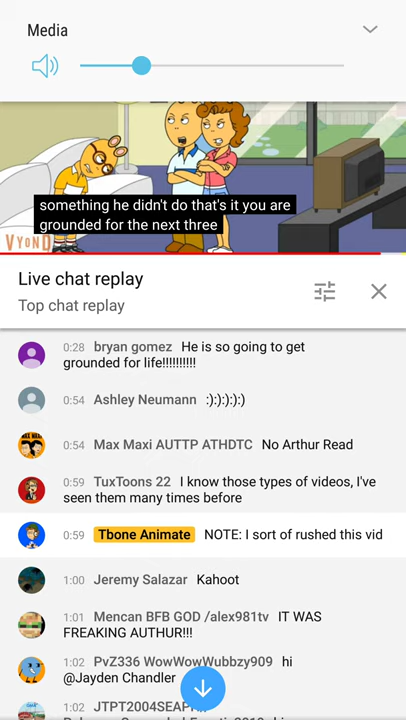 Media
something he didn't do that's it you are
grounded for the next three
VYOND
Live chat replay
Top chat replay
0:28 bryan gomez He is so going to get
grounded for life!!!!!!!!!!
0:54 Ashley Neumann :):):):):)
0:54 Max Maxi AUTTP ATHDTC No Arthur Read
0:59 TuxToons 22 I know those types of videos, I've
seen them many times before
0:59 Tbone Animate NOTE: I sort of rushed this vid
1:00 Jeremy Salazar Kahoot
1:01 Mencan BFB GOD /alex981tv IT WAS
FREAKING AUTHUR!!!
1:02 PvZ336 WowWowWubbzy909 hi
@Jayden Chandler
1:02 JTPT2004SEAP